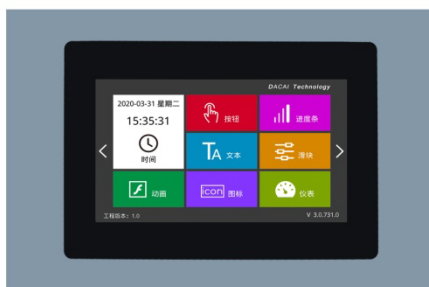 DACAI Technology
2020-03-31 星期二
15:35:31
时间
按钮
进度条
TA 文本
滑块
动画
icon 图标
仪表
工程版本：1.0
V 3.0.731.0